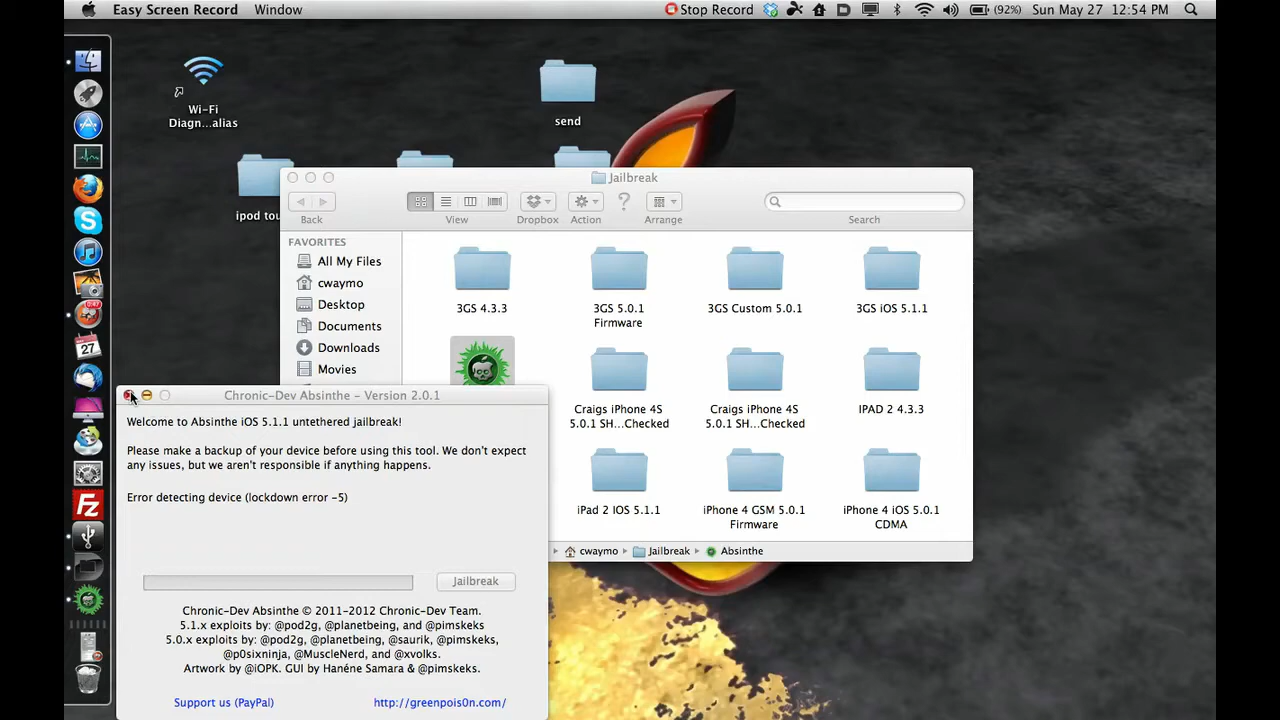 Easy Screen Record Window Stop Record (92%) Sun May 27 12:54 PM
Wi-Fi
Diagn...alias
send
ipod tou
Jailbreak
Back View Dropbox Action Arrange Search
FAVORITES
All My Files
cwaymo
Desktop
Documents
Downloads
Movies
3GS 4.3.3
3GS 5.0.1
Firmware
3GS Custom 5.0.1
3GS iOS 5.1.1
Craigs iPhone 4S
5.0.1 SH...Checked
Craigs iPhone 4S
5.0.1 SH...Checked
IPAD 2 4.3.3
iPad 2 IOS 5.1.1
iPhone 4 GSM 5.0.1
Firmware
iPhone 4 iOS 5.0.1
CDMA
cwaymo Jailbreak Absinthe
27
Chronic-Dev Absinthe - Version 2.0.1
Welcome to Absinthe iOS 5.1.1 untethered jailbreak!
Please make a backup of your device before using this tool. We don't expect
any issues, but we aren't responsible if anything happens.
Error detecting device (lockdown error -5)
Jailbreak
Chronic-Dev Absinthe © 2011-2012 Chronic-Dev Team.
5.1.x exploits by: @pod2g, @planetbeing, and @pimskeks
5.0.x exploits by: @pod2g, @planetbeing, @saurik, @pimskeks,
@p0sixninja, @MuscleNerd, and @xvolks.
Artwork by @iOPK. GUI by Hanéne Samara & @pimskeks.
Support us (PayPal) http://greenpois0n.com/
Fz